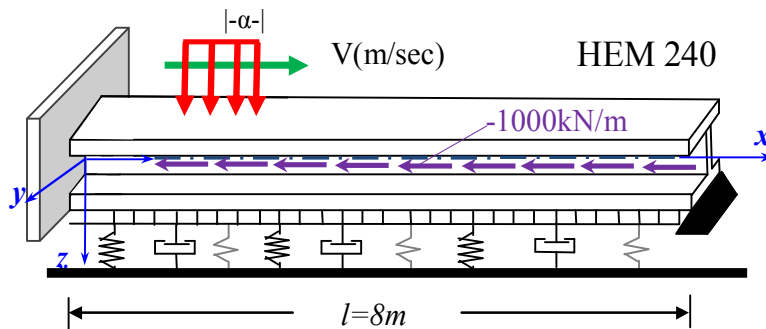 |-α-|
V(m/sec)
HEM 240
-1000kN/m
x
y
z
l=8m